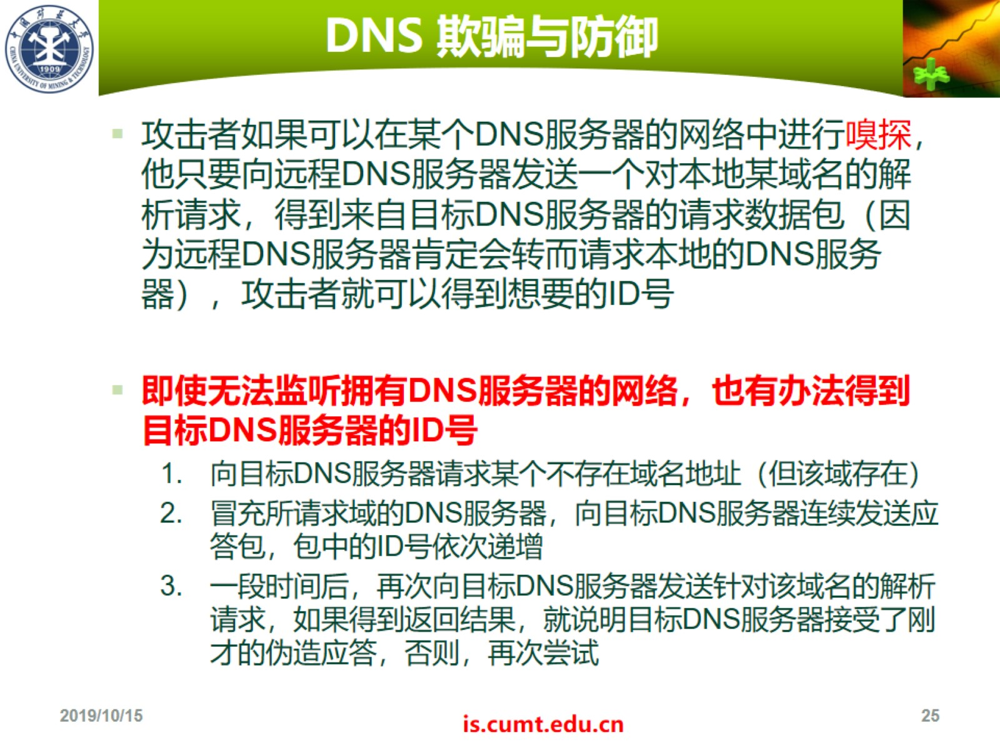 中国矿业大学
CHINA UNIVERSITY OF MINING & TECHNOLOGY
1909
DNS 欺骗与防御
攻击者如果可以在某个DNS服务器的网络中进行嗅探，
他只要向远程DNS服务器发送一个对本地某域名的解
析请求，得到来自目标DNS服务器的请求数据包（因
为远程DNS服务器肯定会转而请求本地的DNS服务
器），攻击者就可以得到想要的ID号
即使无法监听拥有DNS服务器的网络，也有办法得到
目标DNS服务器的ID号
1. 向目标DNS服务器请求某个不存在域名地址（但该域存在）
2. 冒充所请求域的DNS服务器，向目标DNS服务器连续发送应
答包，包中的ID号依次递增
3. 一段时间后，再次向目标DNS服务器发送针对该域名的解析
请求，如果得到返回结果，就说明目标DNS服务器接受了刚
才的伪造应答，否则，再次尝试
2019/10/15
is.cumt.edu.cn
25